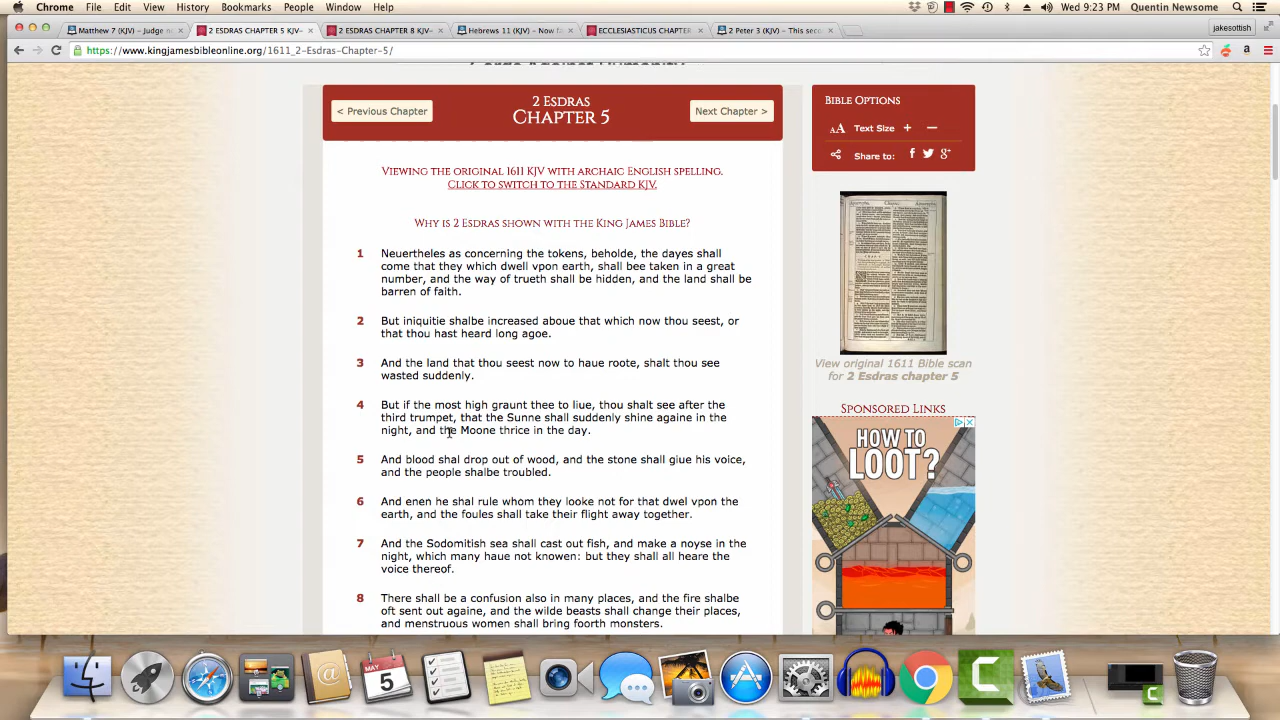 Chrome File Edit View History Bookmarks People Window Help
Wed 9:23 PM Quentin Newsome
Matthew 7 (KJV) - Judge n
2 ESDRAS CHAPTER 5 KJV-
2 ESDRAS CHAPTER 8 KJV-
Hebrews 11 (KJV) - Now fa
ECCLESIASTICUS CHAPTER
2 Peter 3 (KJV) - This seco
jakescottish
https://www.kingjamesbibleonline.org/1611_2-Esdras-Chapter-5/
< Previous Chapter
2 Esdras
Chapter 5
Next Chapter >
Viewing the original 1611 KJV with archaic English spelling.
Click to switch to the Standard KJV.
Why is 2 Esdras shown with the King James Bible?
1 Neuertheles as concerning the tokens, beholde, the dayes shall
come that they which dwell vpon earth, shall bee taken in a great
number, and the way of trueth shall be hidden, and the land shall be
barren of faith.
2 But iniquitie shalbe increased aboue that which now thou seest, or
that thou hast heard long agoe.
3 And the land that thou seest now to haue roote, shalt thou see
wasted suddenly.
4 But if the most high graunt thee to liue, thou shalt see after the
third trumpet, that the Sunne shall suddenly shine againe in the
night, and the Moone thrice in the day.
5 And blood shal drop out of wood, and the stone shall giue his voice,
and the people shalbe troubled.
6 And enen he shal rule whom they looke not for that dwel vpon the
earth, and the foules shall take their flight away together.
7 And the Sodomitish sea shall cast out fish, and make a noyse in the
night, which many haue not knowen: but they shall all heare the
voice thereof.
8 There shall be a confusion also in many places, and the fire shalbe
oft sent out againe, and the wilde beasts shall change their places,
and menstruous women shall bring foorth monsters.
Bible Options
AA Text Size + −
Share to:
View original 1611 Bible scan
for 2 Esdras chapter 5
Sponsored Links
HOW TO
LOOT?
MAY
5